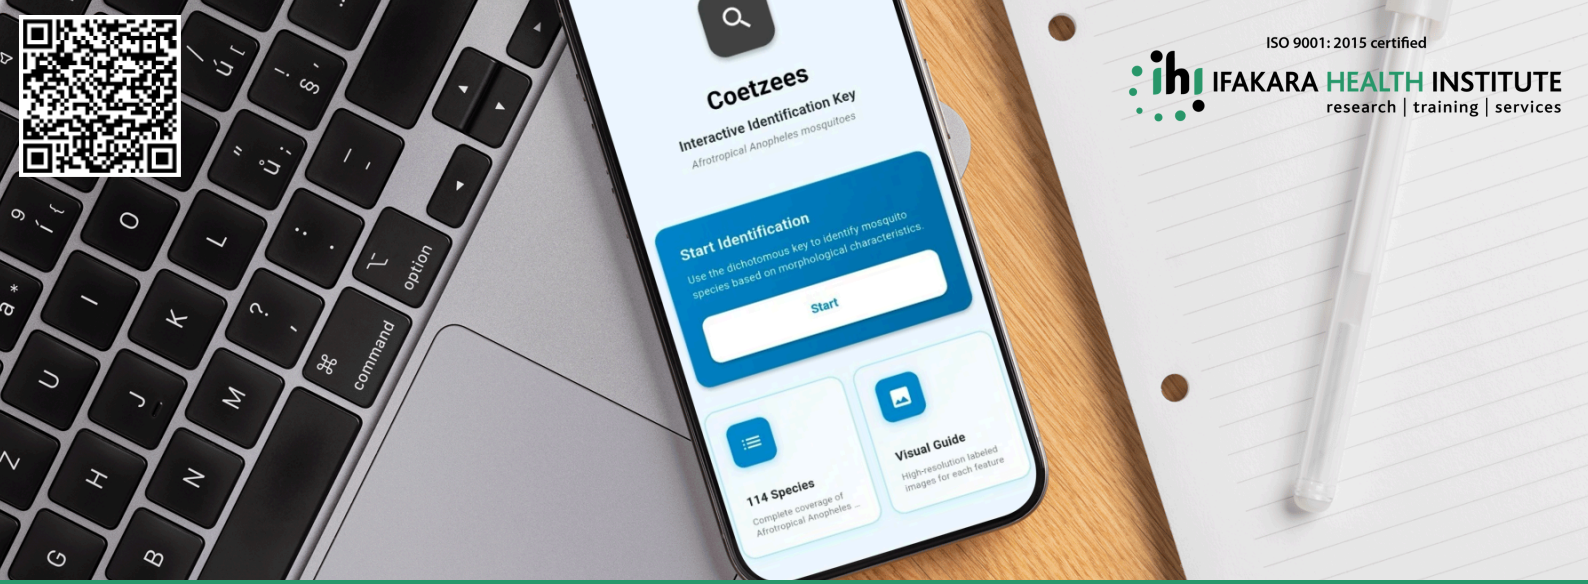 ISO 9001: 2015 certified
ihi IFAKARA HEALTH INSTITUTE
research | training | services
Coetzees
Interactive Identification Key
Afrotropical Anopheles mosquitoes
Start Identification
Use the dichotomous key to identify mosquito
species based on morphological characteristics.
Start
114 Species
Complete coverage of
Afrotropical Anopheles ...
Visual Guide
High-resolution labeled
images for each feature
option
command
O
L
I
K
U
J
M
H
N
G
B
Z